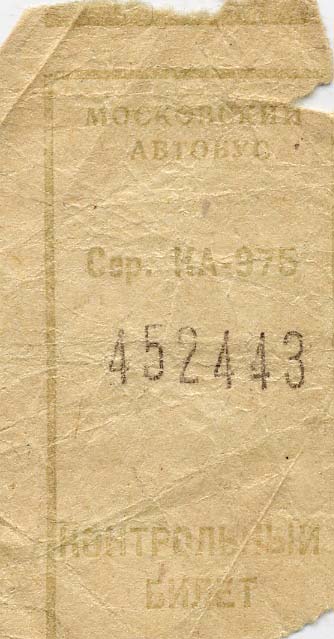 МОСКОВСКИЙ
АВТОБУС
Сер. НА-975
452443
КОНТРОЛЬНЫЙ
БИЛЕТ